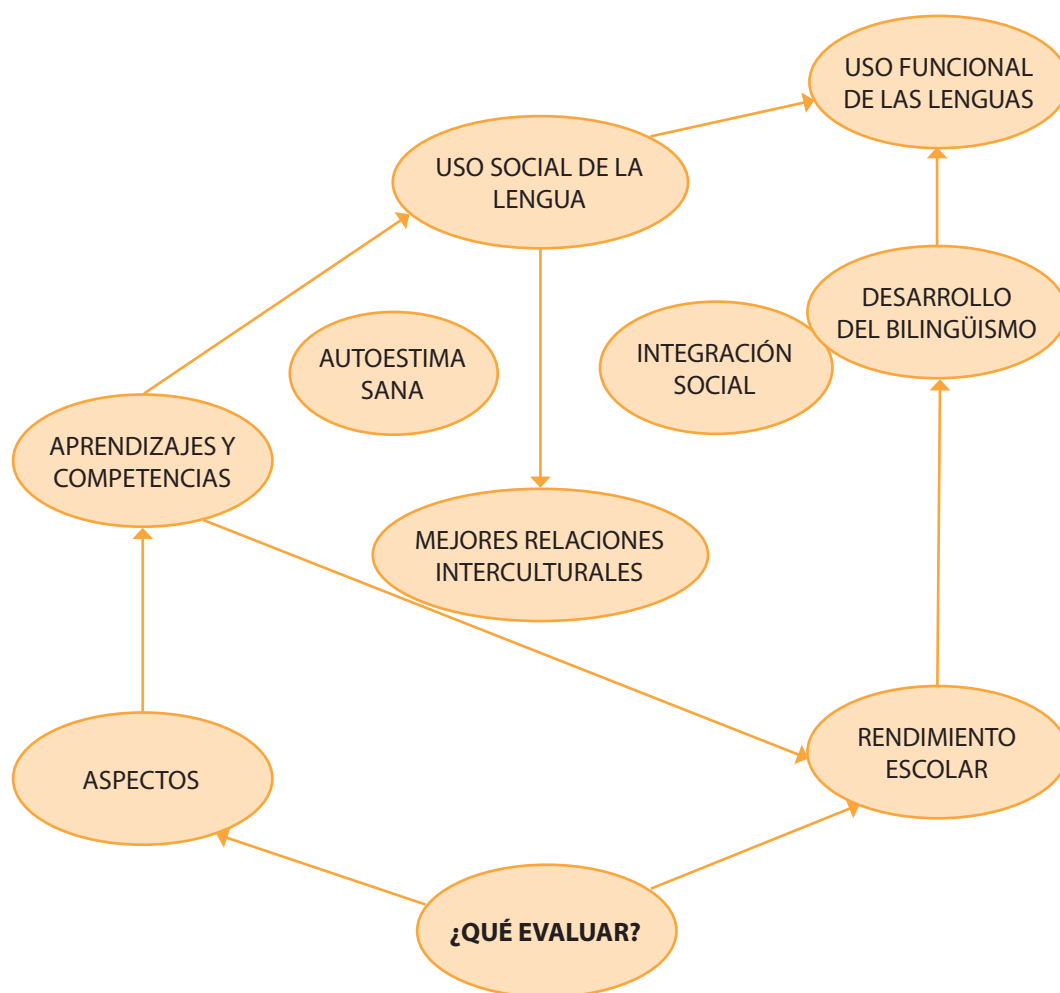 USO FUNCIONAL
DE LAS LENGUAS
USO SOCIAL DE LA
LENGUA
DESARROLLO
DEL BILINGÜISMO
AUTOESTIMA
SANA
INTEGRACIÓN
SOCIAL
APRENDIZAJES Y
COMPETENCIAS
MEJORES RELACIONES
INTERCULTURALES
RENDIMIENTO
ESCOLAR
ASPECTOS
¿QUÉ EVALUAR?